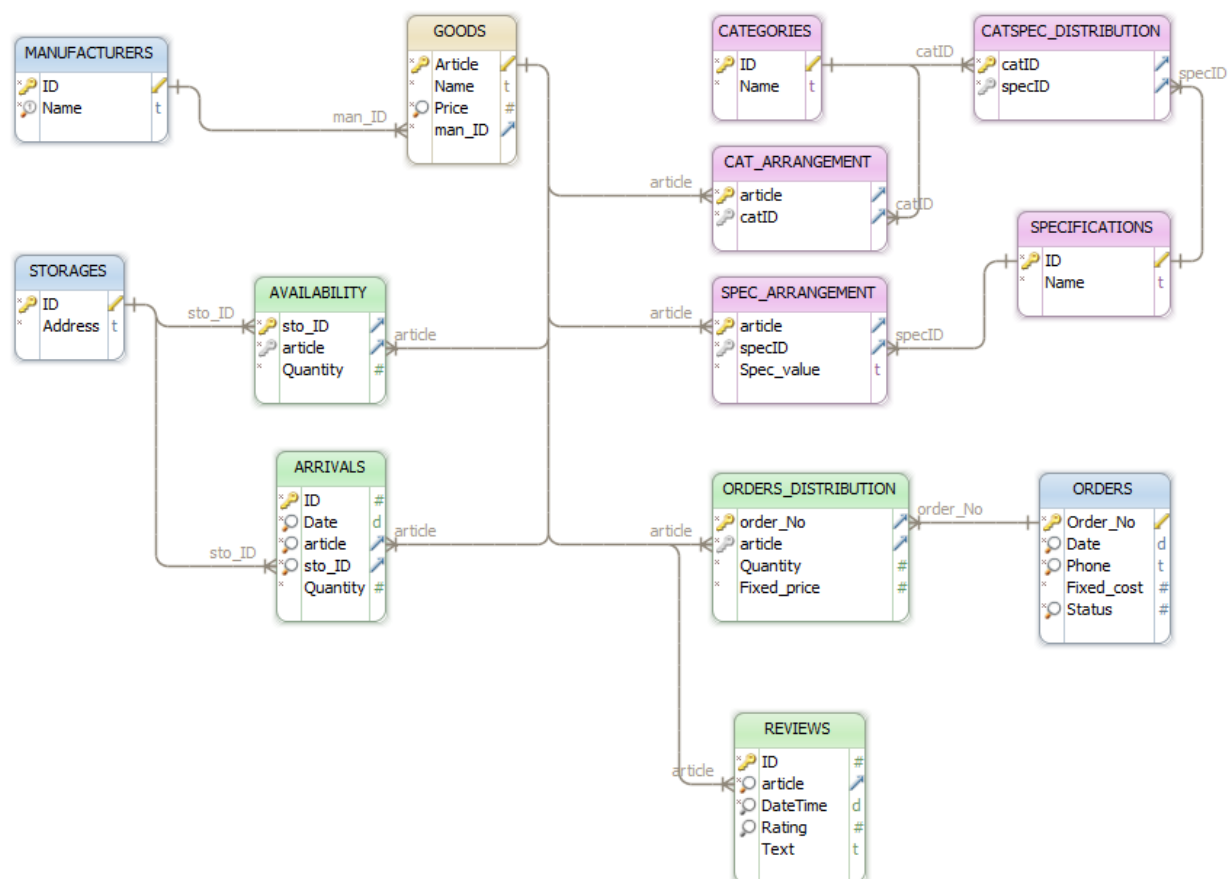 MANUFACTURERS
ID
Name t
man_ID
GOODS
Article
Name t
Price #
man_ID
CATEGORIES
ID
Name t
catID
CATSPEC_DISTRIBUTION
catID
specID
specID
CAT_ARRANGEMENT
article
catID
article
catID
SPECIFICATIONS
ID
Name t
STORAGES
ID
Address t
sto_ID
AVAILABILITY
sto_ID
article
Quantity #
article
SPEC_ARRANGEMENT
article
specID
Spec_value t
article
specID
ARRIVALS
ID #
Date d
article
sto_ID
Quantity #
sto_ID
article
ORDERS_DISTRIBUTION
order_No
article
Quantity #
Fixed_price #
article
order_No
ORDERS
Order_No
Date d
Phone t
Fixed_cost #
Status #
REVIEWS
ID #
article
DateTime d
Rating #
Text t
article